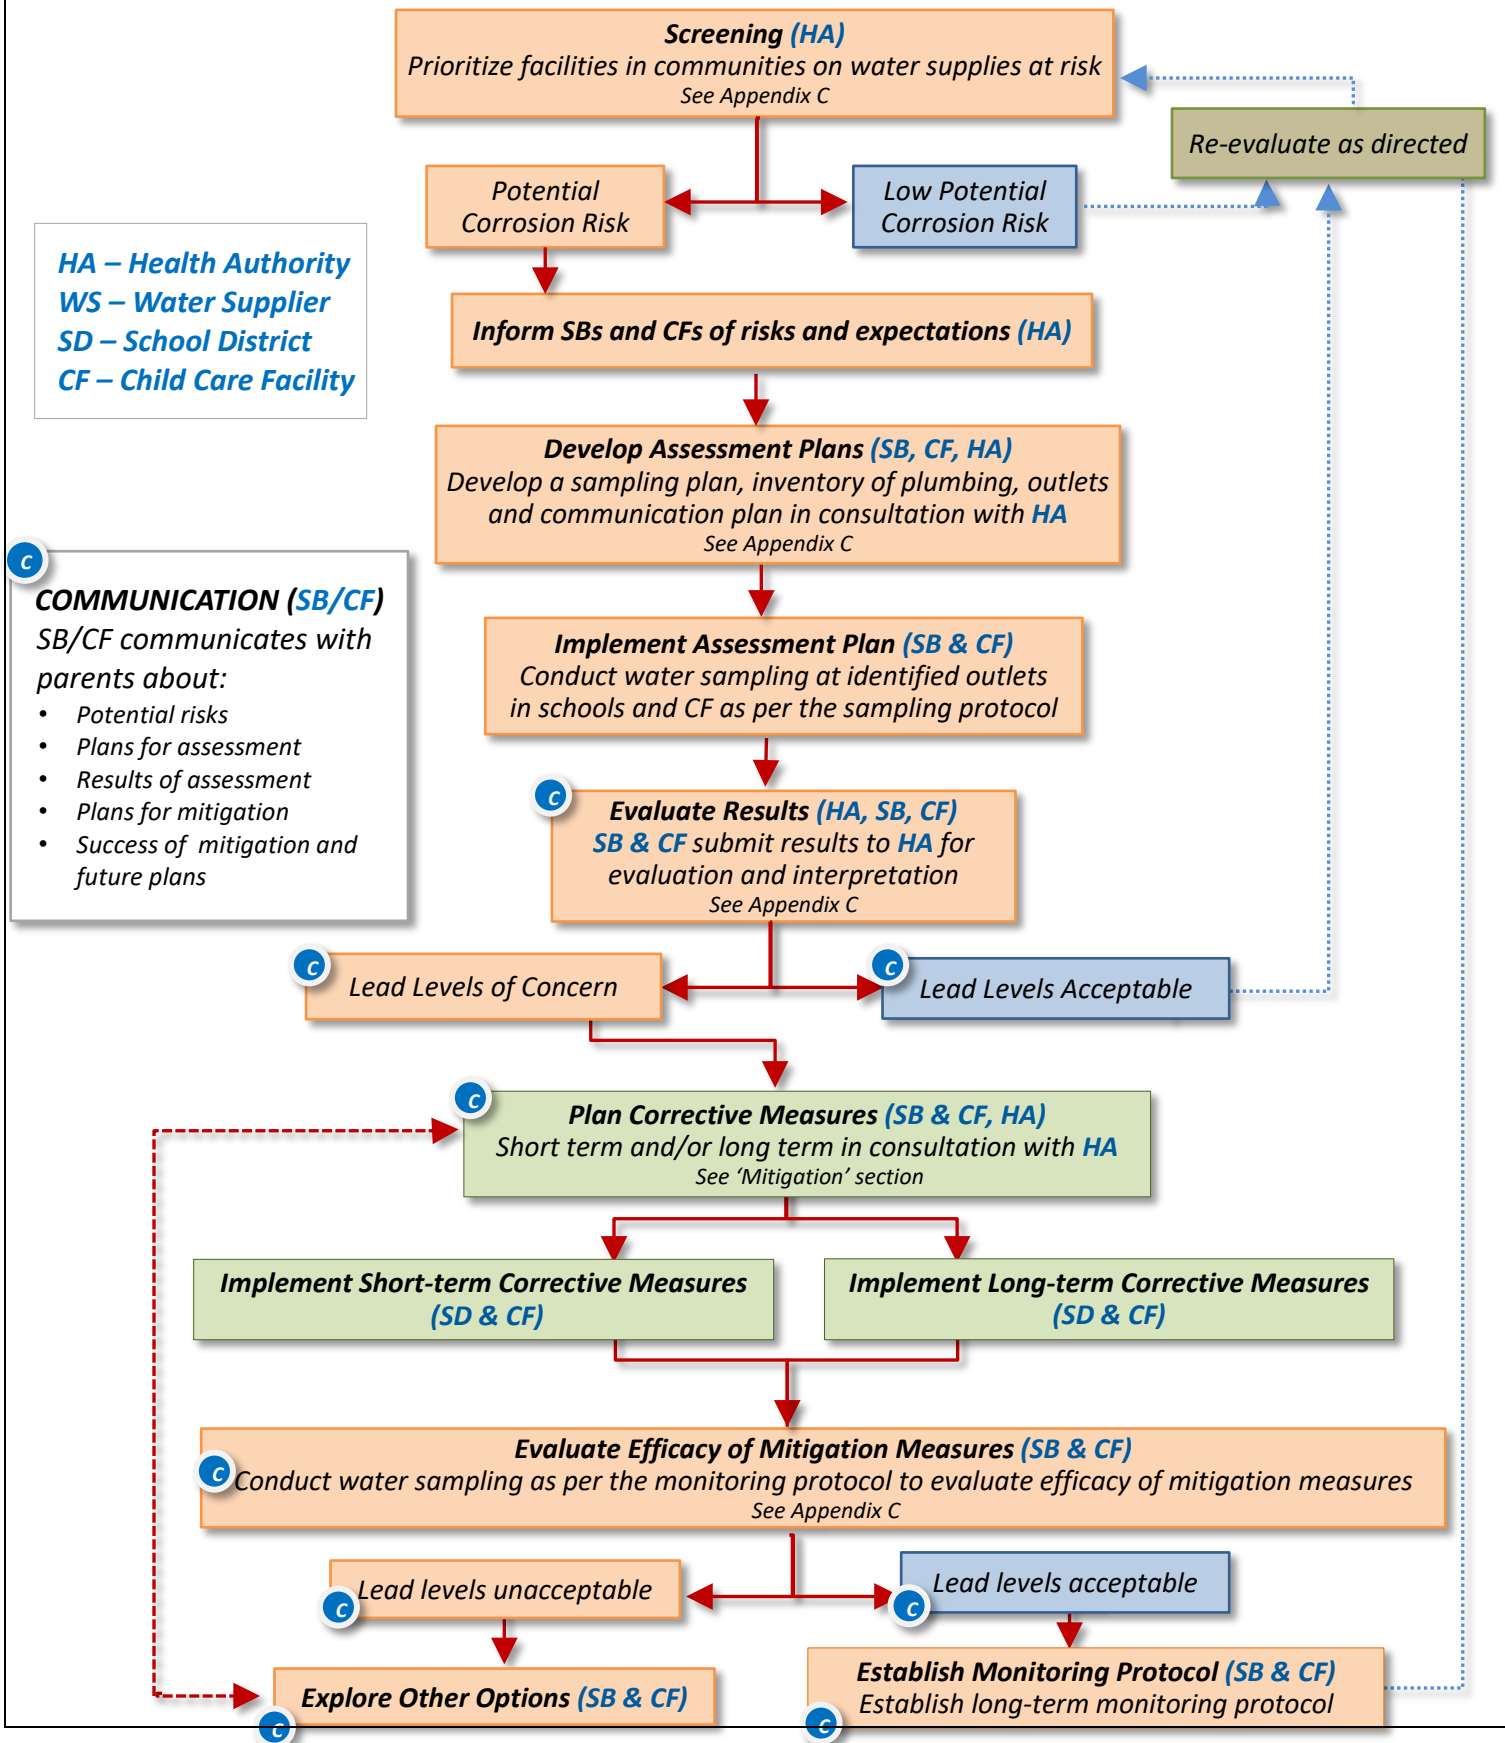 Screening (HA)
Prioritize facilities in communities on water supplies at risk
See Appendix C
Re-evaluate as directed
Potential
Corrosion Risk
Low Potential
Corrosion Risk
HA – Health Authority
WS – Water Supplier
SD – School District
CF – Child Care Facility
Inform SBs and CFs of risks and expectations (HA)
Develop Assessment Plans (SB, CF, HA)
Develop a sampling plan, inventory of plumbing, outlets
and communication plan in consultation with HA
See Appendix C
C
COMMUNICATION (SB/CF)
SB/CF communicates with
parents about:
• Potential risks
• Plans for assessment
• Results of assessment
• Plans for mitigation
• Success of mitigation and
future plans
Implement Assessment Plan (SB & CF)
Conduct water sampling at identified outlets
in schools and CF as per the sampling protocol
C
Evaluate Results (HA, SB, CF)
SB & CF submit results to HA for
evaluation and interpretation
See Appendix C
C
Lead Levels of Concern
C
Lead Levels Acceptable
C
Plan Corrective Measures (SB & CF, HA)
Short term and/or long term in consultation with HA
See ‘Mitigation’ section
Implement Short-term Corrective Measures
(SD & CF)
Implement Long-term Corrective Measures
(SD & CF)
Evaluate Efficacy of Mitigation Measures (SB & CF)
C
Conduct water sampling as per the monitoring protocol to evaluate efficacy of mitigation measures
See Appendix C
Lead levels unacceptable
C
Lead levels acceptable
C
Explore Other Options (SB & CF)
C
Establish Monitoring Protocol (SB & CF)
Establish long-term monitoring protocol
C